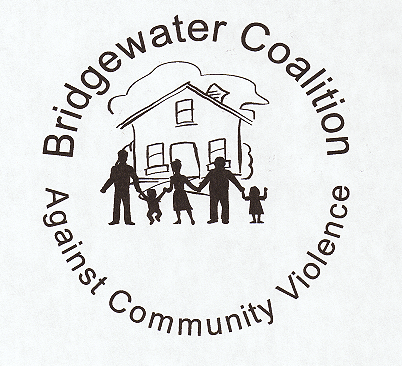 Bridgewater Coalition
Against Community Violence